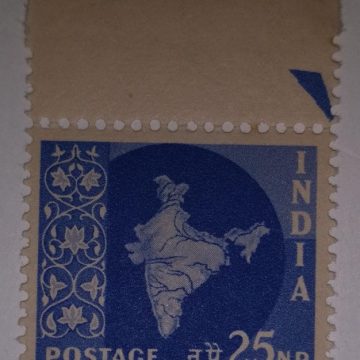 INDIA
POSTAGE न.पै. 25 N.P.